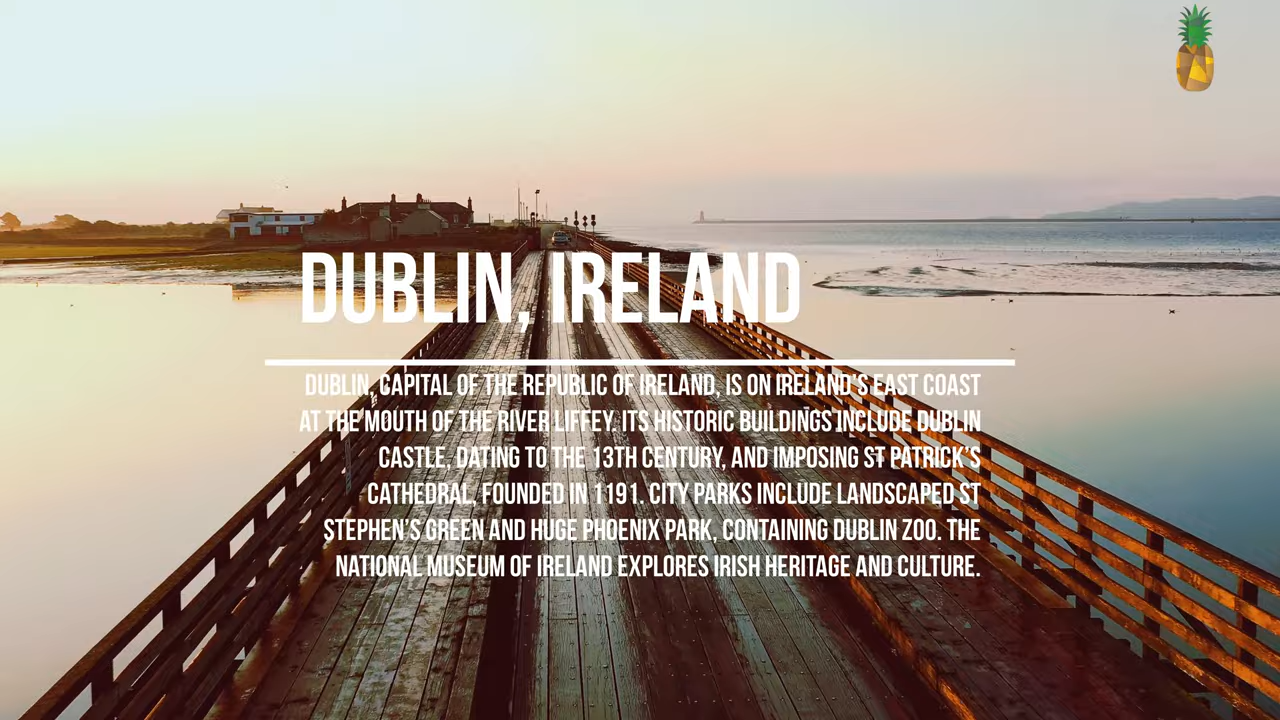 DUBLIN, IRELAND
DUBLIN, CAPITAL OF THE REPUBLIC OF IRELAND, IS ON IRELAND'S EAST COAST
AT THE MOUTH OF THE RIVER LIFFEY. ITS HISTORIC BUILDINGS INCLUDE DUBLIN
CASTLE, DATING TO THE 13TH CENTURY, AND IMPOSING ST PATRICK'S
CATHEDRAL, FOUNDED IN 1191. CITY PARKS INCLUDE LANDSCAPED ST
STEPHEN'S GREEN AND HUGE PHOENIX PARK, CONTAINING DUBLIN ZOO. THE
NATIONAL MUSEUM OF IRELAND EXPLORES IRISH HERITAGE AND CULTURE.